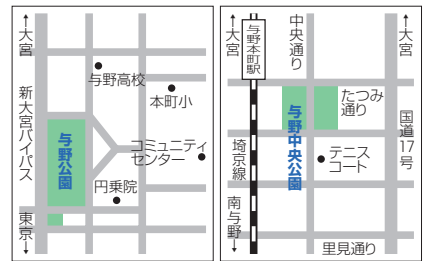 ↑大宮
与野高校
本町小
新大宮バイパス
与野公園
コミュニティ
センター
円乗院
東京↓
↑大宮
与野本町駅
中央通り
↑大宮
たつみ
通り
国道17号
与野中央公園
埼京線
テニス
コート
南与野↓
里見通り